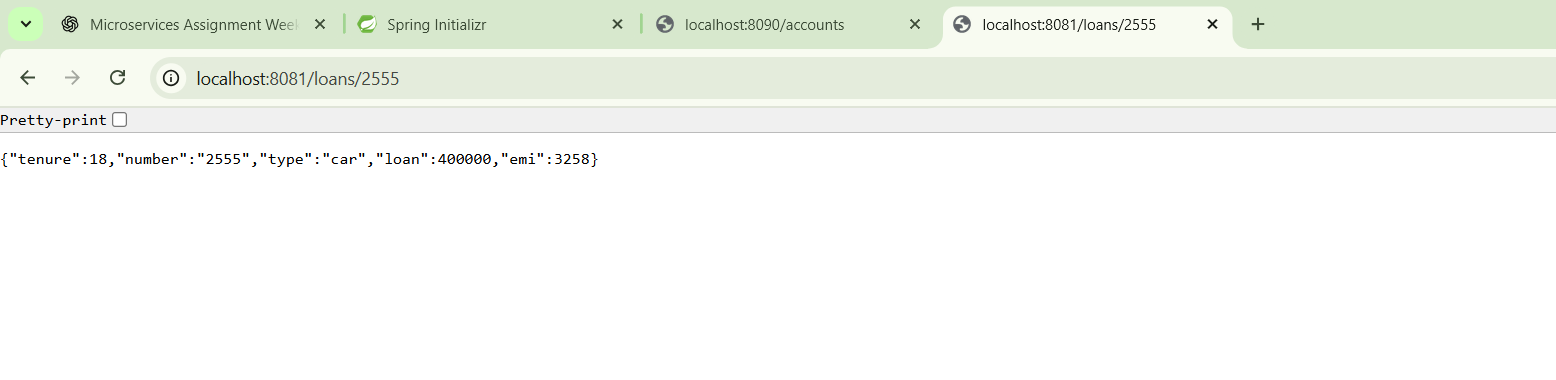 Microservices Assignment Week
Spring Initializr
localhost:8090/accounts
localhost:8081/loans/2555
localhost:8081/loans/2555
Pretty-print
{"tenure":18,"number":"2555","type":"car","loan":400000,"emi":3258}